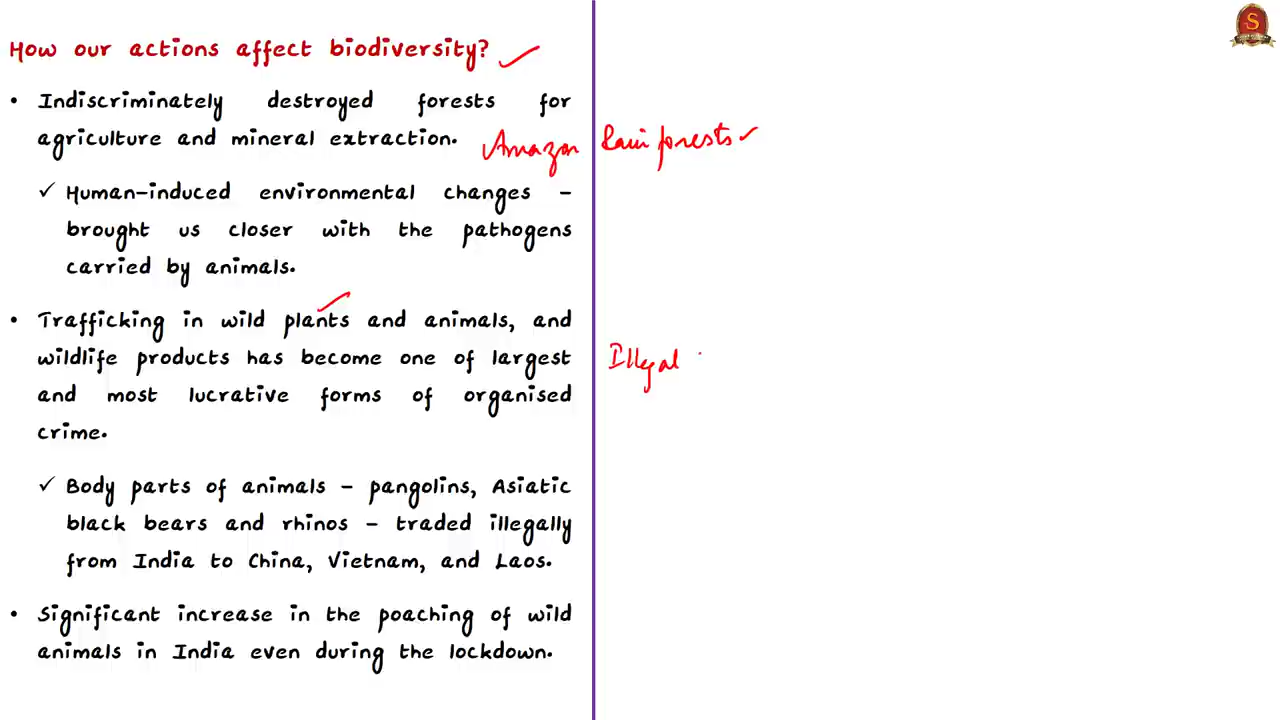 How our actions affect biodiversity?
• Indiscriminately destroyed forests for
agriculture and mineral extraction.
Amazon Rain forests
✓ Human-induced environmental changes –
brought us closer with the pathogens
carried by animals.
• Trafficking in wild plants and animals, and
wildlife products has become one of largest
and most lucrative forms of organised
crime.
Illegal
✓ Body parts of animals – pangolins, Asiatic
black bears and rhinos – traded illegally
from India to China, Vietnam, and Laos.
• Significant increase in the poaching of wild
animals in India even during the lockdown.
S